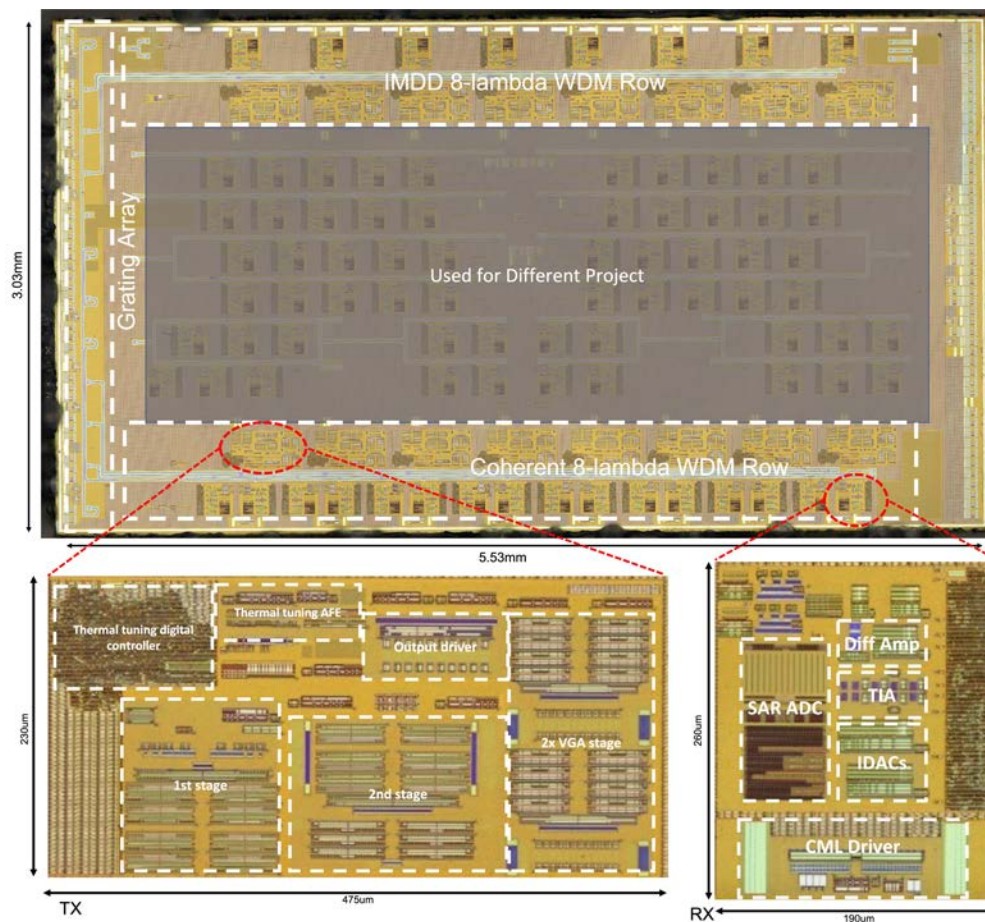 IMDD 8-lambda WDM Row
Grating Array
Used for Different Project
3.03mm
Coherent 8-lambda WDM Row
5.53mm
Thermal tuning digital
controller
Thermal tuning AFE
Output driver
1st stage
2nd stage
2x VGA stage
230um
475um
TX
Diff Amp
TIA
SAR ADC
IDACs
CML Driver
260um
190um
RX